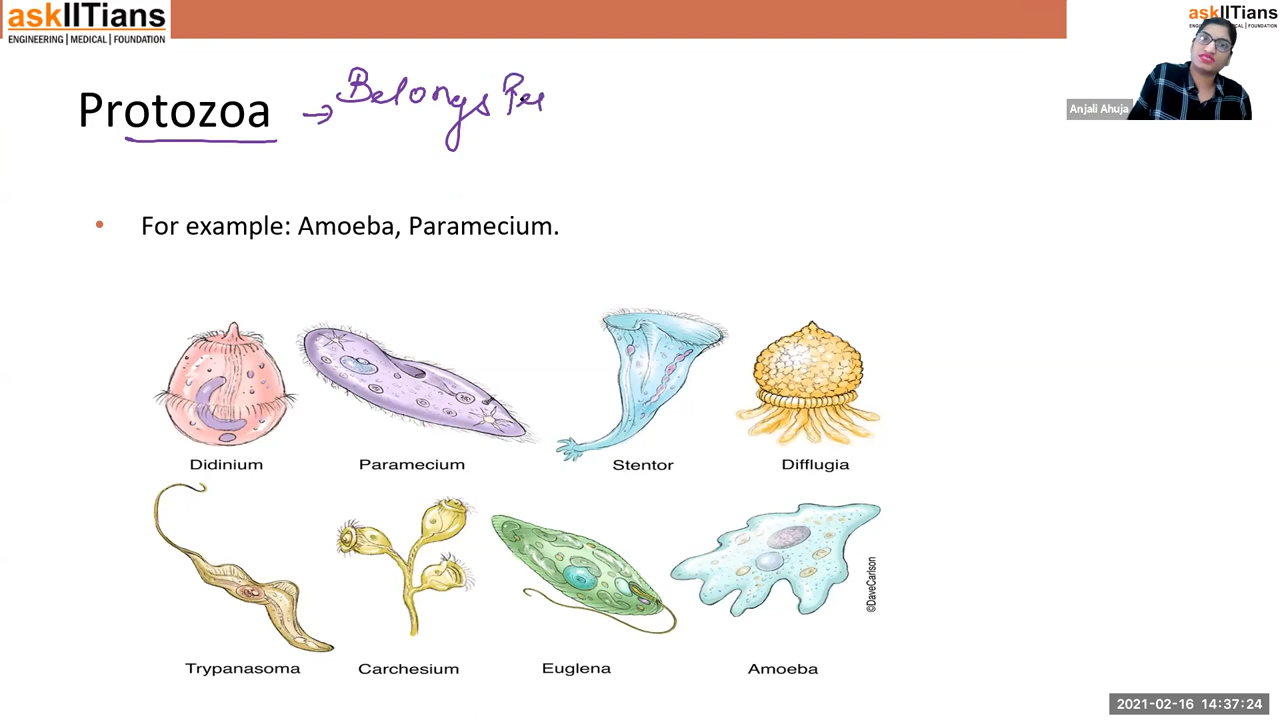 askIITians
ENGINEERING | MEDICAL | FOUNDATION
askIITians
Anjali Ahuja
Protozoa → Belongs
• For example: Amoeba, Paramecium.
Didinium Paramecium Stentor Difflugia
©DaveCarlson
Trypanasoma Carchesium Euglena Amoeba
2021-02-16 14:37:24